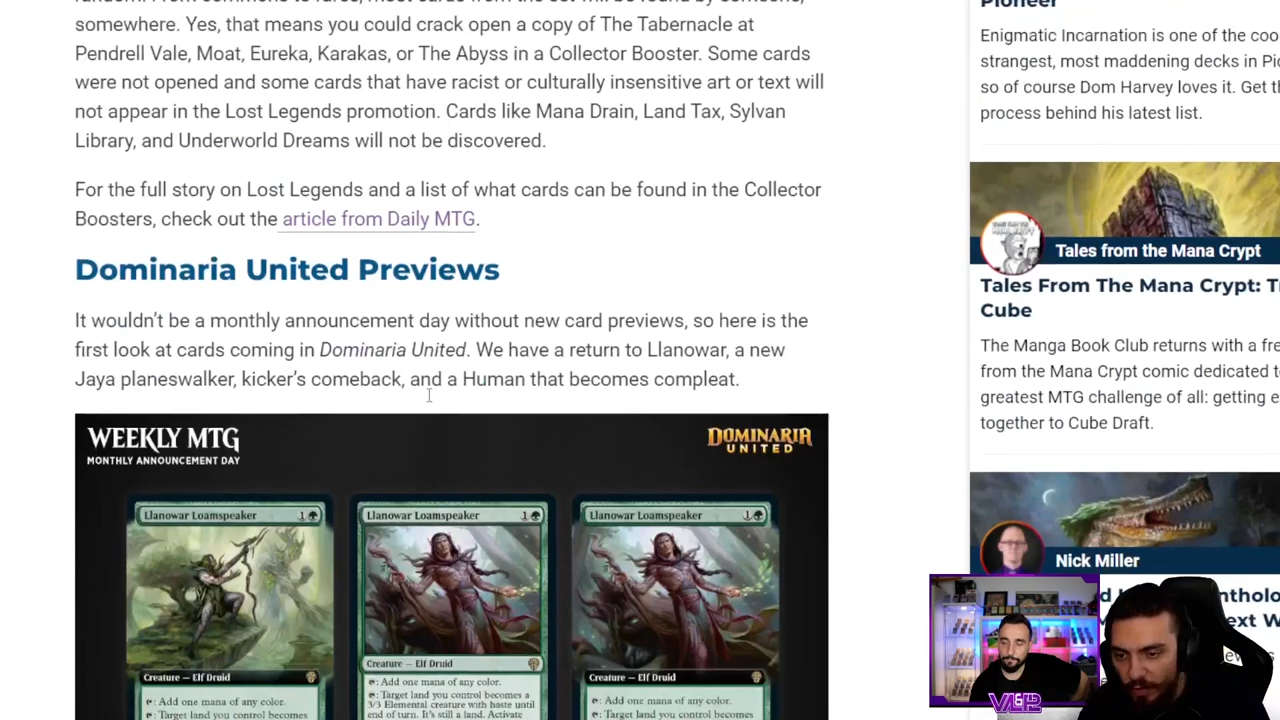 somewhere. Yes, that means you could crack open a copy of The Tabernacle at
Pendrell Vale, Moat, Eureka, Karakas, or The Abyss in a Collector Booster. Some cards
were not opened and some cards that have racist or culturally insensitive art or text will
not appear in the Lost Legends promotion. Cards like Mana Drain, Land Tax, Sylvan
Library, and Underworld Dreams will not be discovered.
For the full story on Lost Legends and a list of what cards can be found in the Collector
Boosters, check out the article from Daily MTG.
Dominaria United Previews
It wouldn't be a monthly announcement day without new card previews, so here is the
first look at cards coming in Dominaria United. We have a return to Llanowar, a new
Jaya planeswalker, kicker's comeback, and a Human that becomes compleat.
WEEKLY MTG
MONTHLY ANNOUNCEMENT DAY
DOMINARIA
UNITED
Llanowar Loamspeaker 1
Creature — Elf Druid
: Add one mana of any color.
: Target land you control becomes
Llanowar Loamspeaker 1
Creature — Elf Druid
: Add one mana of any color.
: Target land you control becomes a
3/3 Elemental creature with haste until
end of turn. It's still a land. Activate
Llanowar Loamspeaker 1
Creature — Elf Druid
: Add one mana of any color.
: Target land you control becomes
Pioneer
Enigmatic Incarnation is one of the coo
strangest, most maddening decks in Pio
so of course Dom Harvey loves it. Get t
process behind his latest list.
Tales from the Mana Crypt
Tales From The Mana Crypt: T
Cube
The Manga Book Club returns with a fre
from the Mana Crypt comic dedicated t
greatest MTG challenge of all: getting e
together to Cube Draft.
Nick Miller